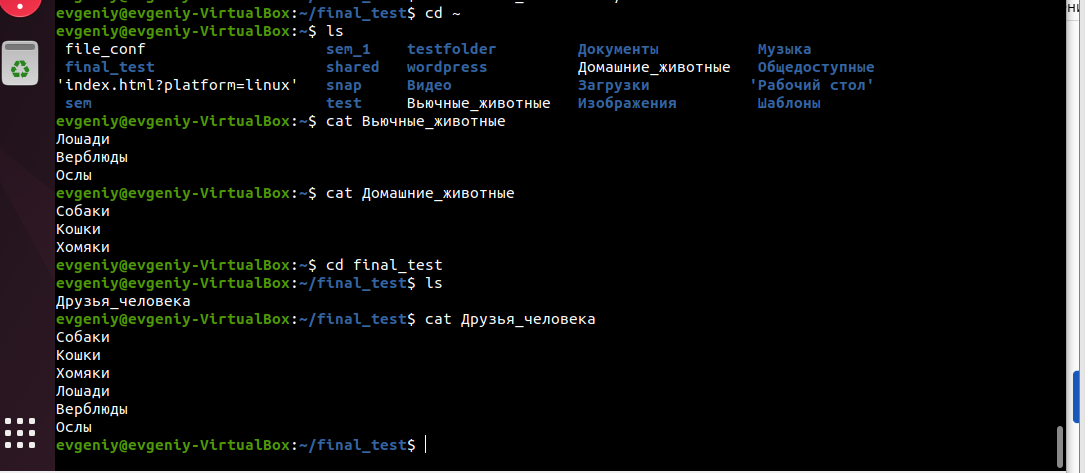 evgeniy@evgeniy-VirtualBox:~/final_test$ cd ~
evgeniy@evgeniy-VirtualBox:~$ ls
 file_conf                    sem_1    testfolder         Документы            Музыка
 final_test                   shared   wordpress          Домашние_животные    Общедоступные
'index.html?platform=linux'   snap     Видео              Загрузки            'Рабочий стол'
 sem                          test     Вьючные_животные   Изображения          Шаблоны
evgeniy@evgeniy-VirtualBox:~$ cat Вьючные_животные
Лошади
Верблюды
Ослы
evgeniy@evgeniy-VirtualBox:~$ cat Домашние_животные
Собаки
Кошки
Хомяки
evgeniy@evgeniy-VirtualBox:~$ cd final_test
evgeniy@evgeniy-VirtualBox:~/final_test$ ls
Друзья_человека
evgeniy@evgeniy-VirtualBox:~/final_test$ cat Друзья_человека
Собаки
Кошки
Хомяки
Лошади
Верблюды
Ослы
evgeniy@evgeniy-VirtualBox:~/final_test$